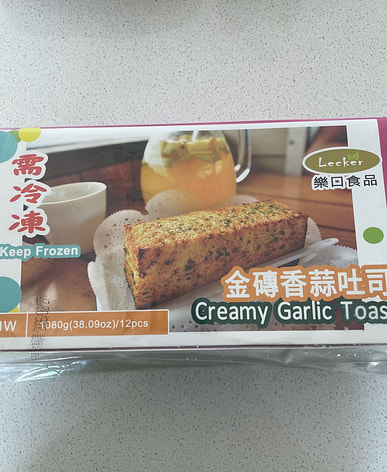 Lecker
樂口食品
需冷凍
Keep Frozen
金磚香蒜吐司
Creamy Garlic Toas
1080g(38.09oz)/12pcs